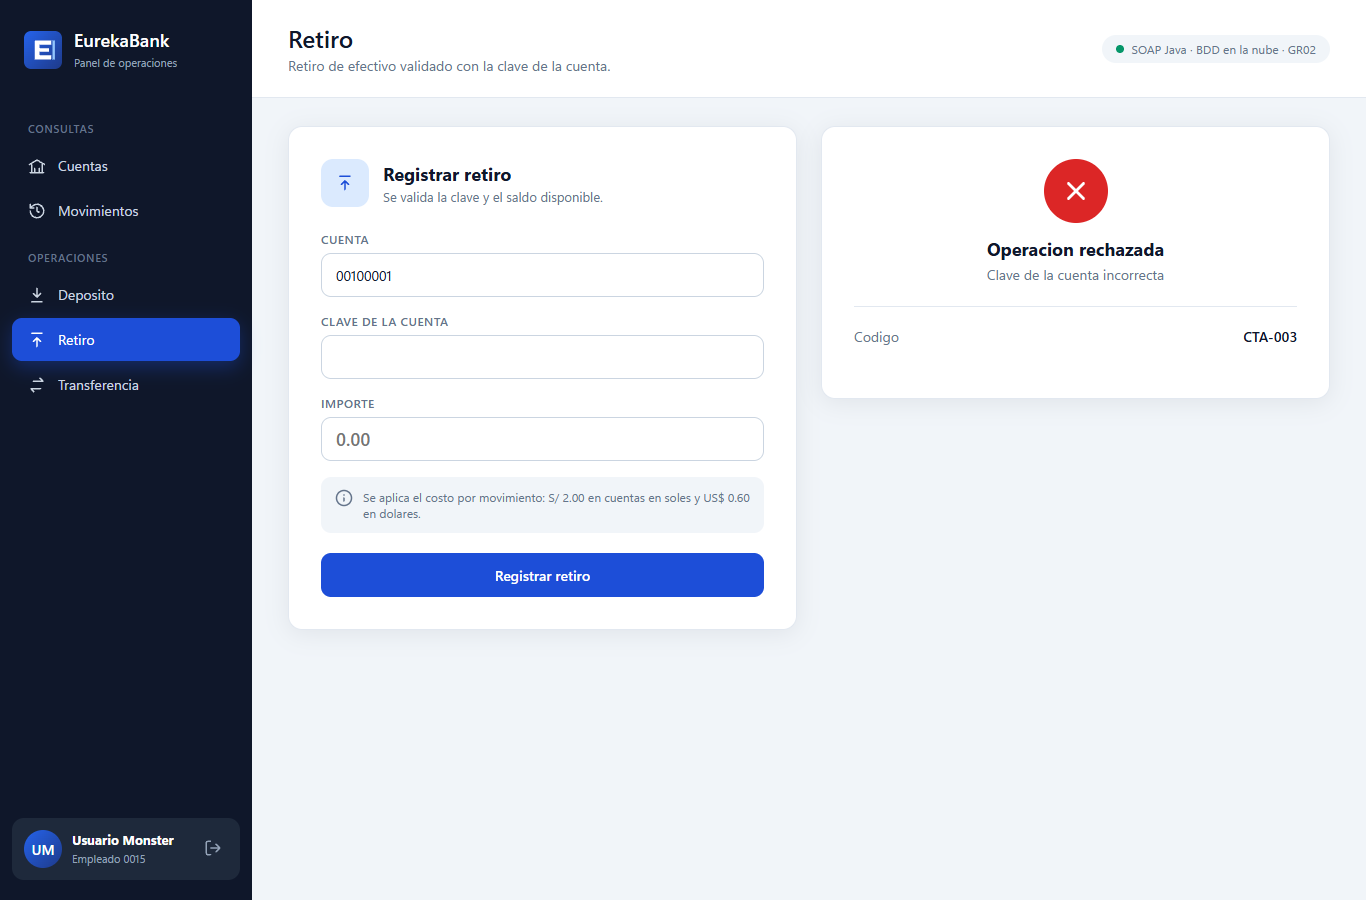 EurekaBank
Panel de operaciones
CONSULTAS
Cuentas
Movimientos
OPERACIONES
Deposito
Retiro
Transferencia
UM
Usuario Monster
Empleado 0015
Retiro
Retiro de efectivo validado con la clave de la cuenta.
SOAP Java · BDD en la nube · GR02
Registrar retiro
Se valida la clave y el saldo disponible.
CUENTA
00100001
CLAVE DE LA CUENTA
IMPORTE
0.00
Se aplica el costo por movimiento: S/ 2.00 en cuentas en soles y US$ 0.60
en dolares.
Registrar retiro
Operacion rechazada
Clave de la cuenta incorrecta
Codigo
CTA-003